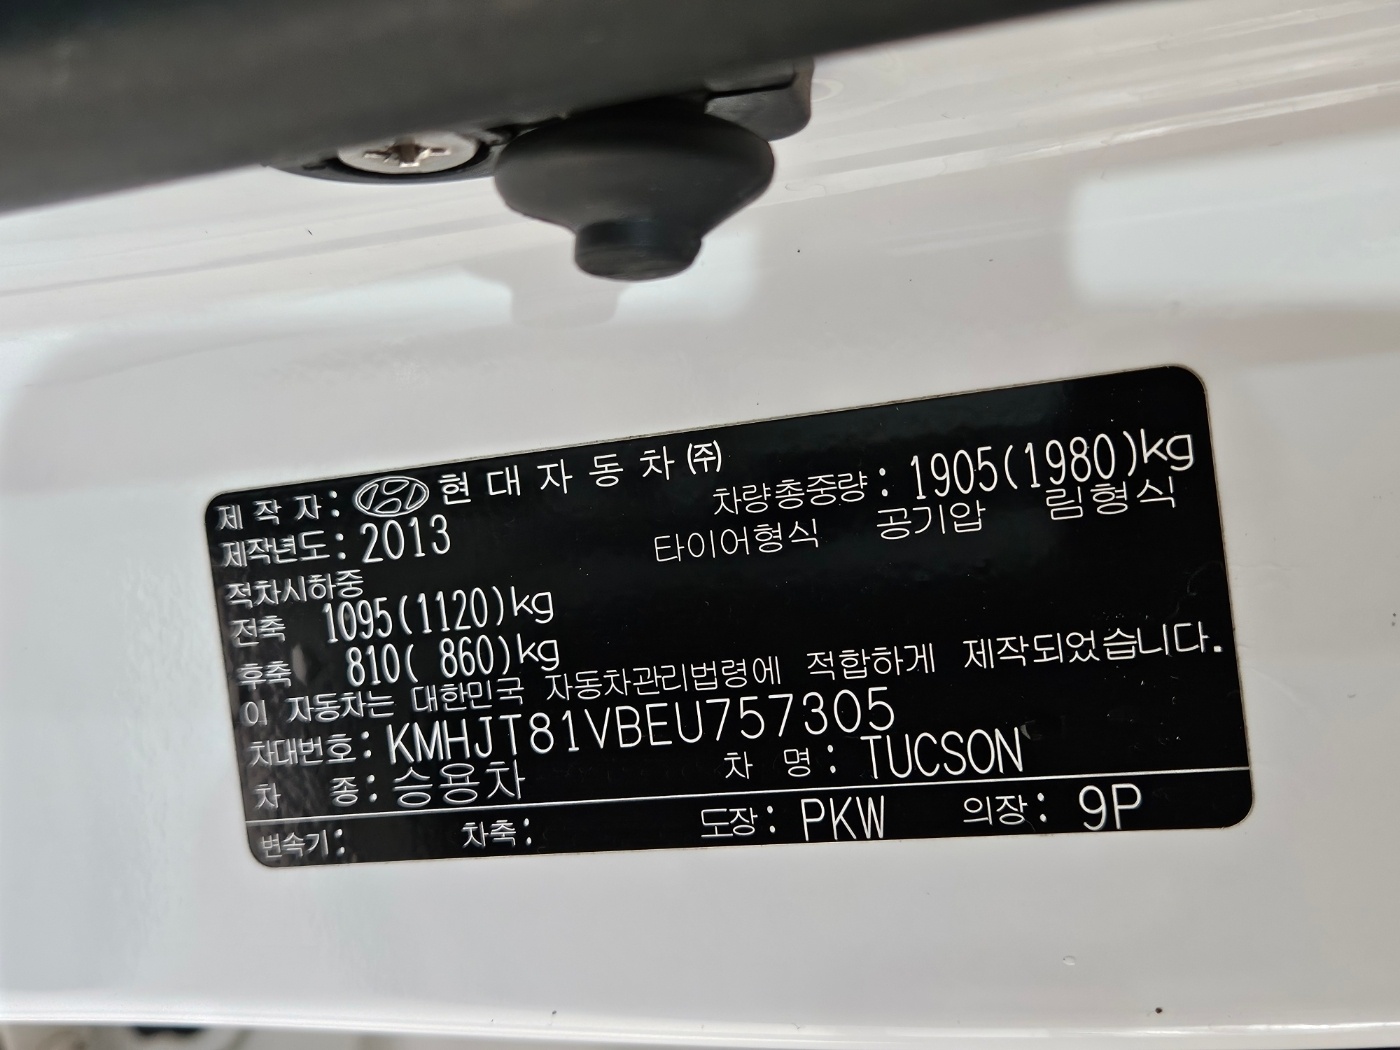 제 작 자 : 현 대 자 동 차 ㈜
제작년도 : 2013 차량총중량 : 1905(1980)kg
적차시하중 타이어형식 공기압 림형식
전축 1095(1120)kg
후축 810( 860)kg
이 자동차는 대한민국 자동차관리법령에 적합하게 제작되었습니다.
차대번호 : KMHJT81VBEU757305
차 종 : 승용차 차 명 : TUCSON
변속기 : 차축 : 도장 : PKW 의장 : 9P